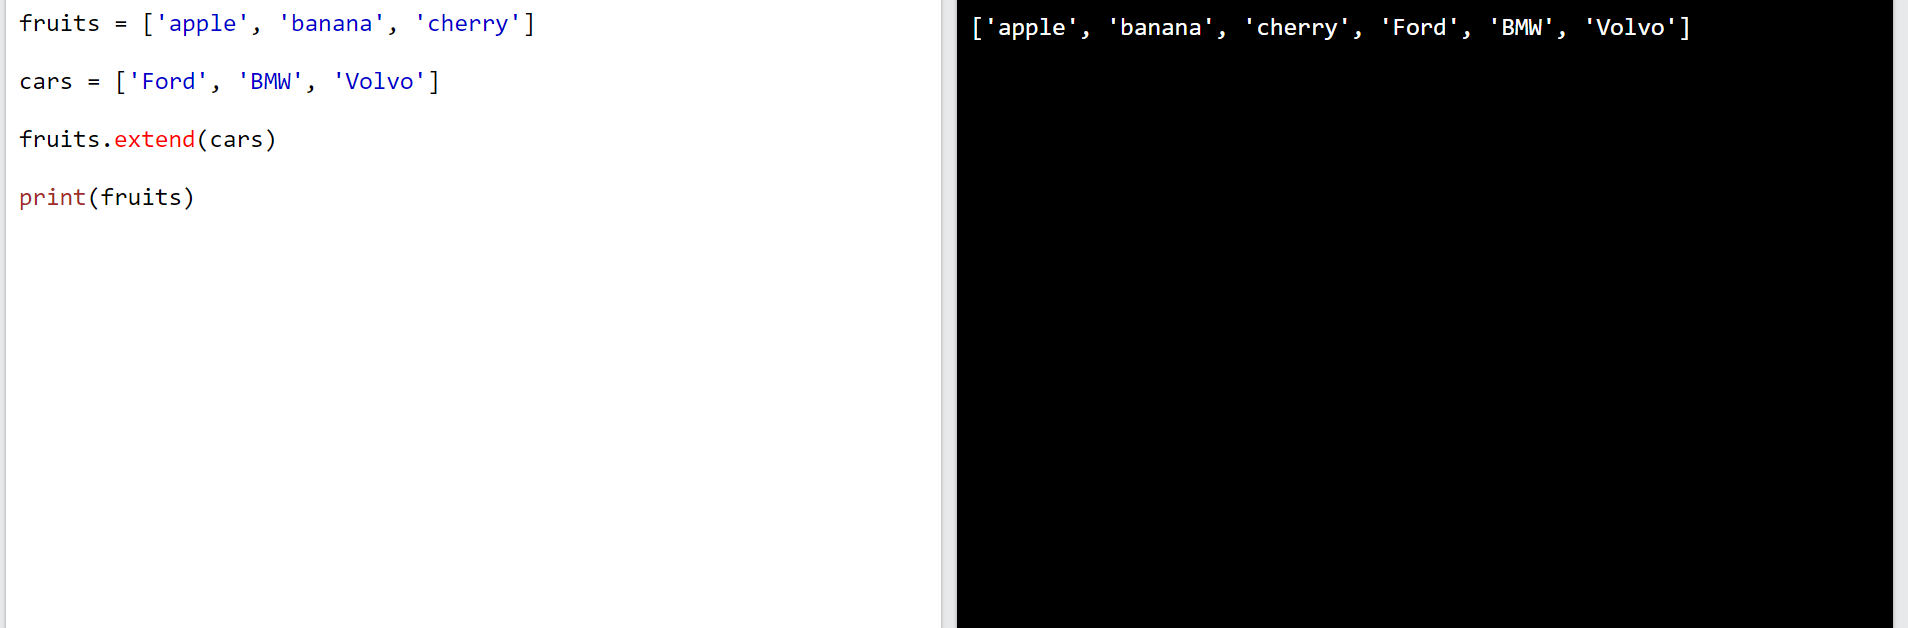 fruits = ['apple', 'banana', 'cherry']
cars = ['Ford', 'BMW', 'Volvo']
fruits.extend(cars)
print(fruits)
['apple', 'banana', 'cherry', 'Ford', 'BMW', 'Volvo']